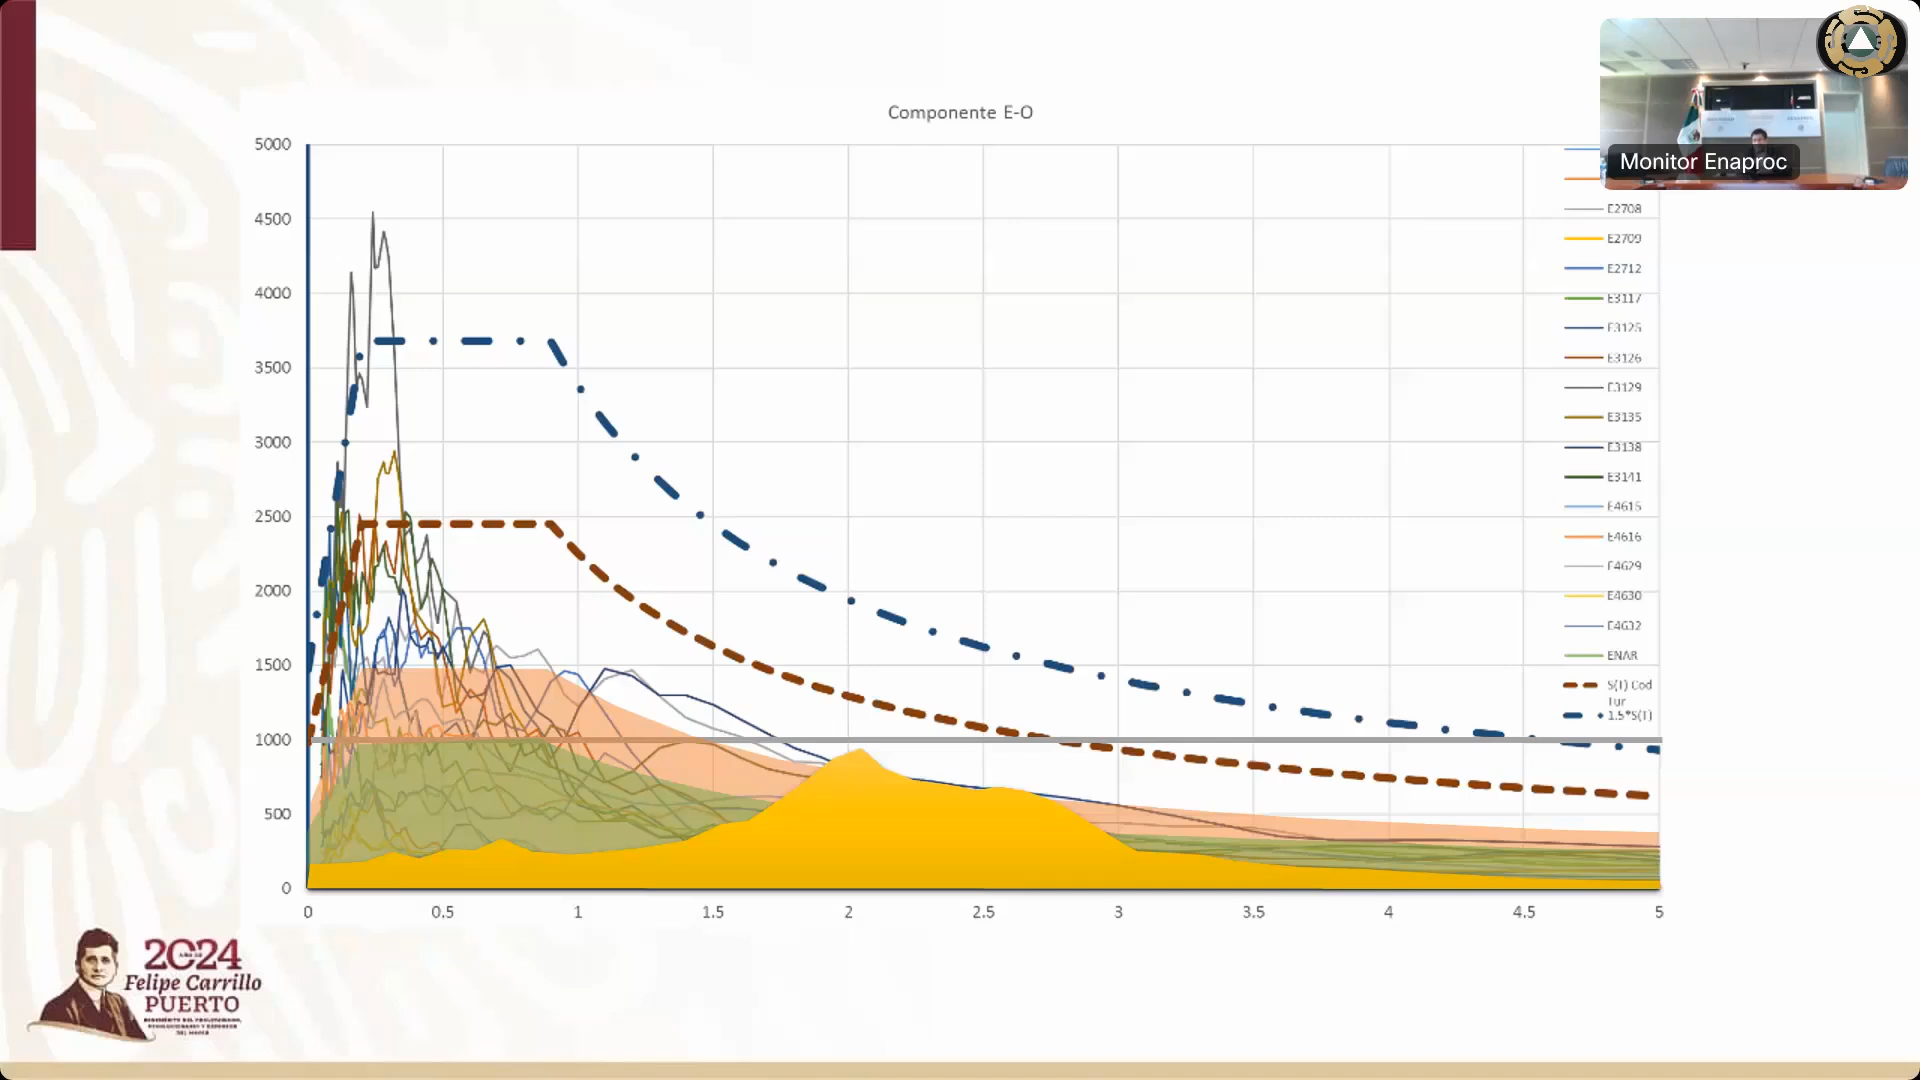 Componente E-O
Monitor Enaproc
5000
4500
4000
3500
3000
2500
2000
1500
1000
500
0
0 0.5 1 1.5 2 2.5 3 3.5 4 4.5 5
E2708
E2709
E2712
E3117
E3125
E3126
E3129
E3135
E3138
E3141
E4615
E4616
E4629
E4630
E4632
ENAR
S(T) Cod
1.5*S(T)
2024
Felipe Carrillo
PUERTO